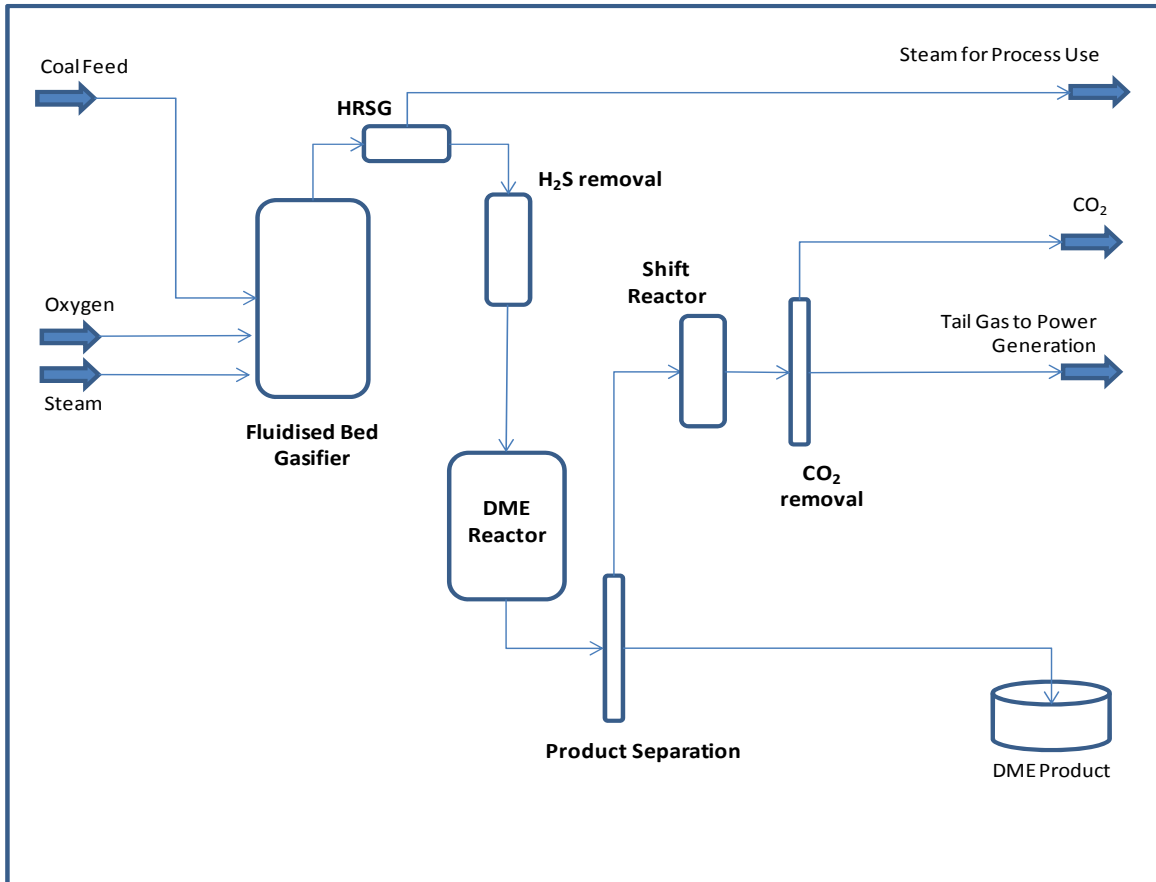 Coal Feed
Steam for Process Use
HRSG
H₂S removal
CO₂
Shift
Reactor
Oxygen
Tail Gas to Power
Generation
Steam
Fluidised Bed
Gasifier
CO₂
removal
DME
Reactor
Product Separation
DME Product